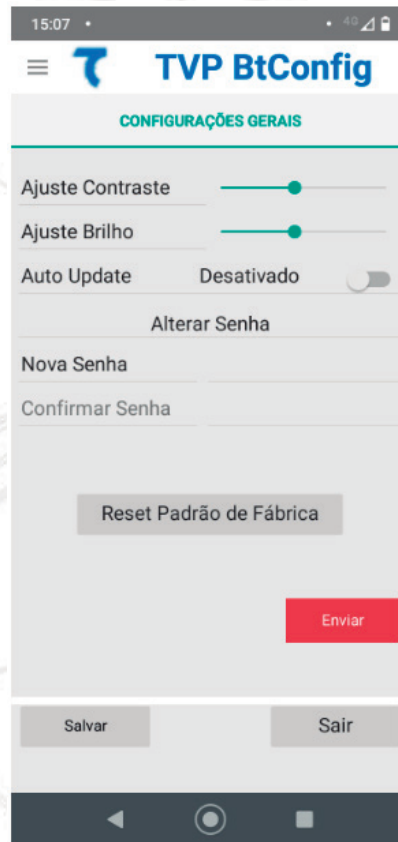 15:07
4G
TVP BtConfig
CONFIGURAÇÕES GERAIS
Ajuste Contraste
Ajuste Brilho
Auto Update Desativado
Alterar Senha
Nova Senha
Confirmar Senha
Reset Padrão de Fábrica
Enviar
Salvar Sair